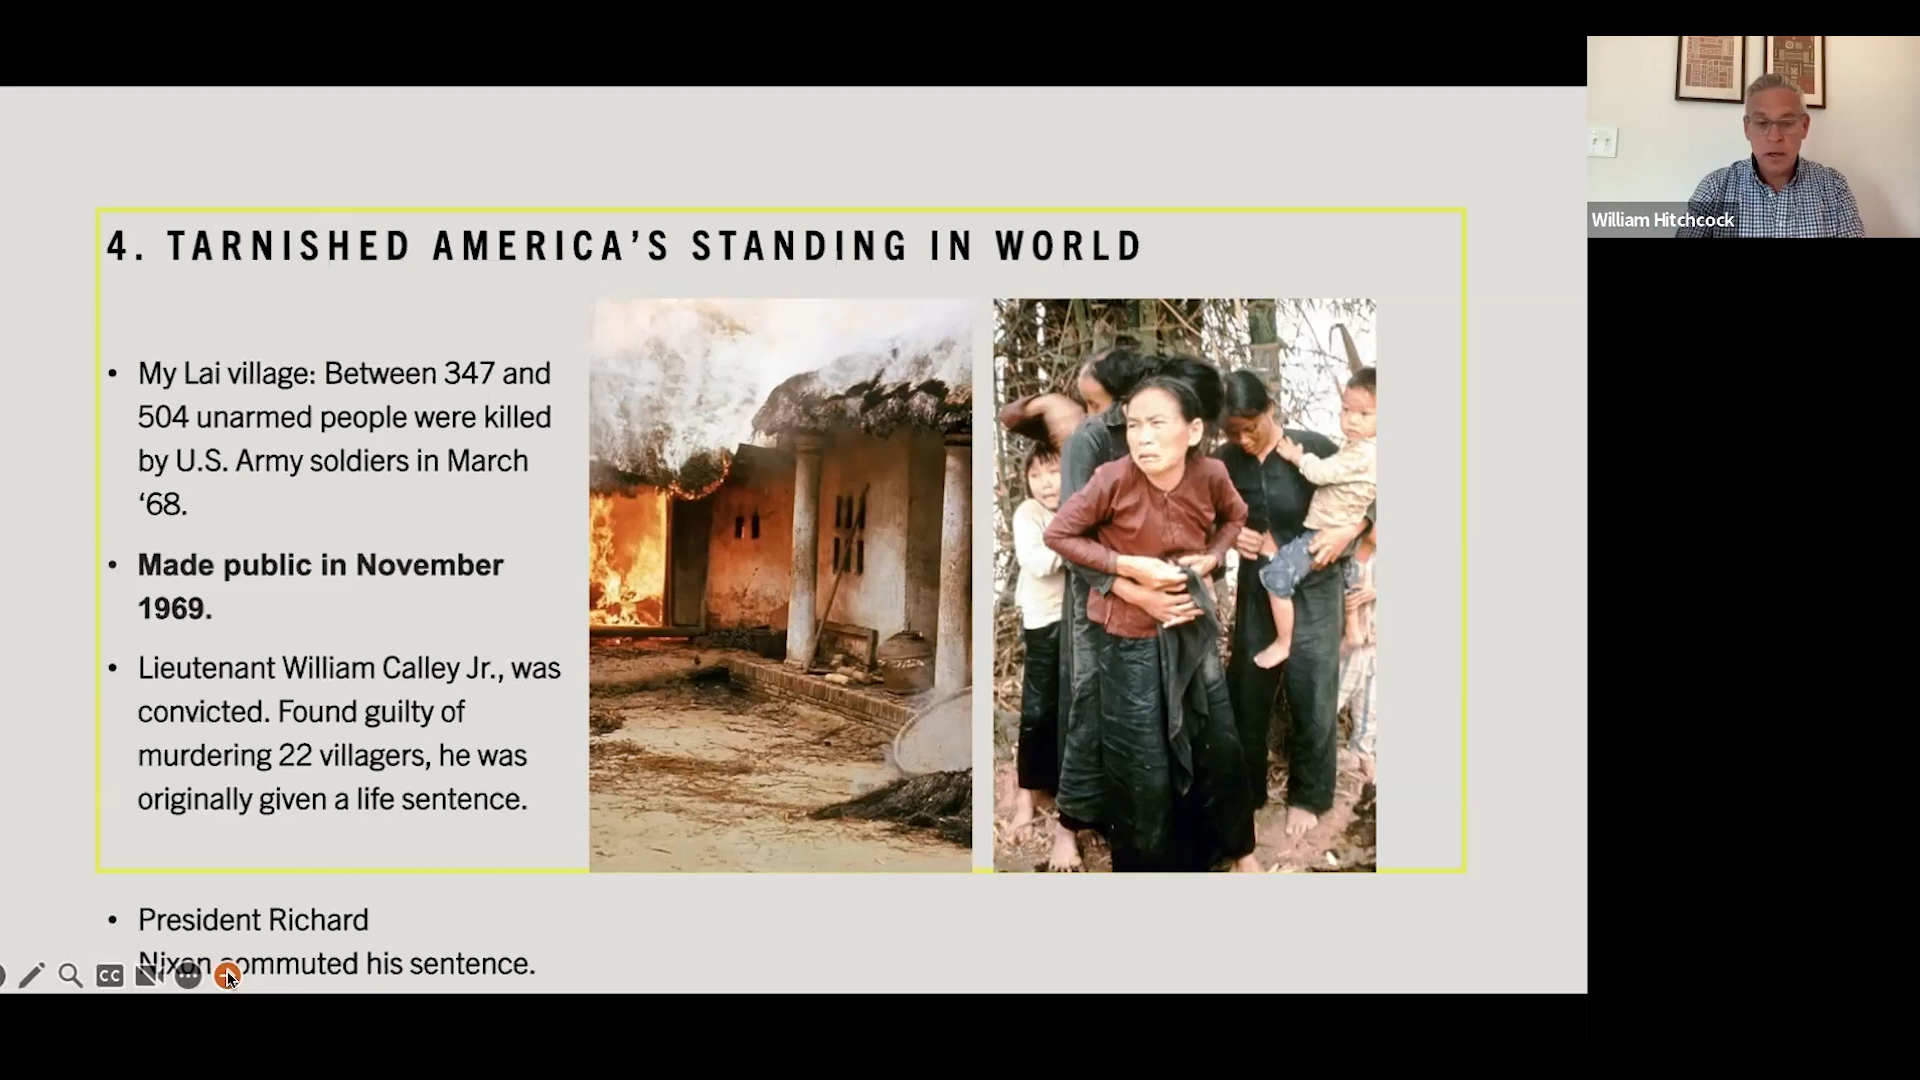 4. TARNISHED AMERICA'S STANDING IN WORLD
• My Lai village: Between 347 and
504 unarmed people were killed
by U.S. Army soldiers in March
‘68.
• Made public in November
1969.
• Lieutenant William Calley Jr., was
convicted. Found guilty of
murdering 22 villagers, he was
originally given a life sentence.
• President Richard
Nixon commuted his sentence.
CC
William Hitchcock